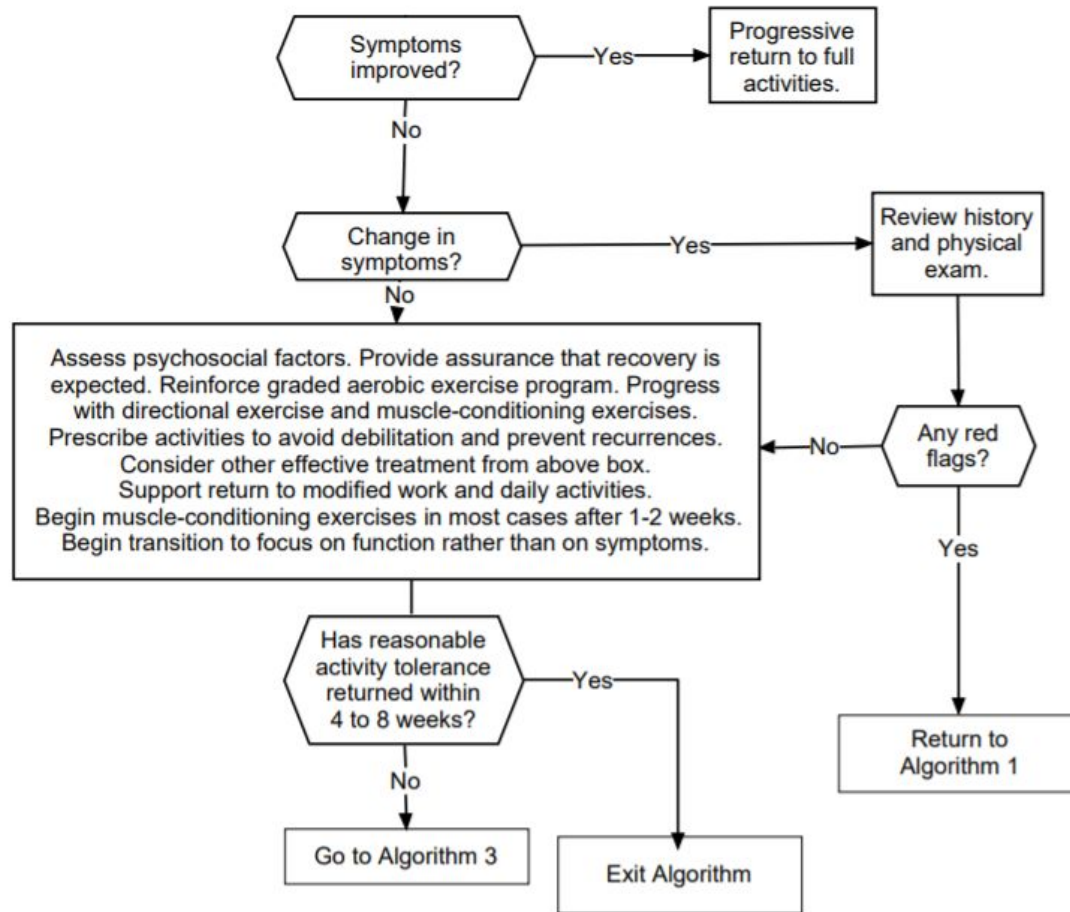 Symptoms
improved?
Yes
Progressive
return to full
activities.
No
Change in
symptoms?
Yes
Review history
and physical
exam.
No
Assess psychosocial factors. Provide assurance that recovery is
expected. Reinforce graded aerobic exercise program. Progress
with directional exercise and muscle-conditioning exercises.
Prescribe activities to avoid debilitation and prevent recurrences.
Consider other effective treatment from above box.
Support return to modified work and daily activities.
Begin muscle-conditioning exercises in most cases after 1-2 weeks.
Begin transition to focus on function rather than on symptoms.
No
Any red
flags?
Yes
Return to
Algorithm 1
Has reasonable
activity tolerance
returned within
4 to 8 weeks?
Yes
No
Go to Algorithm 3
Exit Algorithm